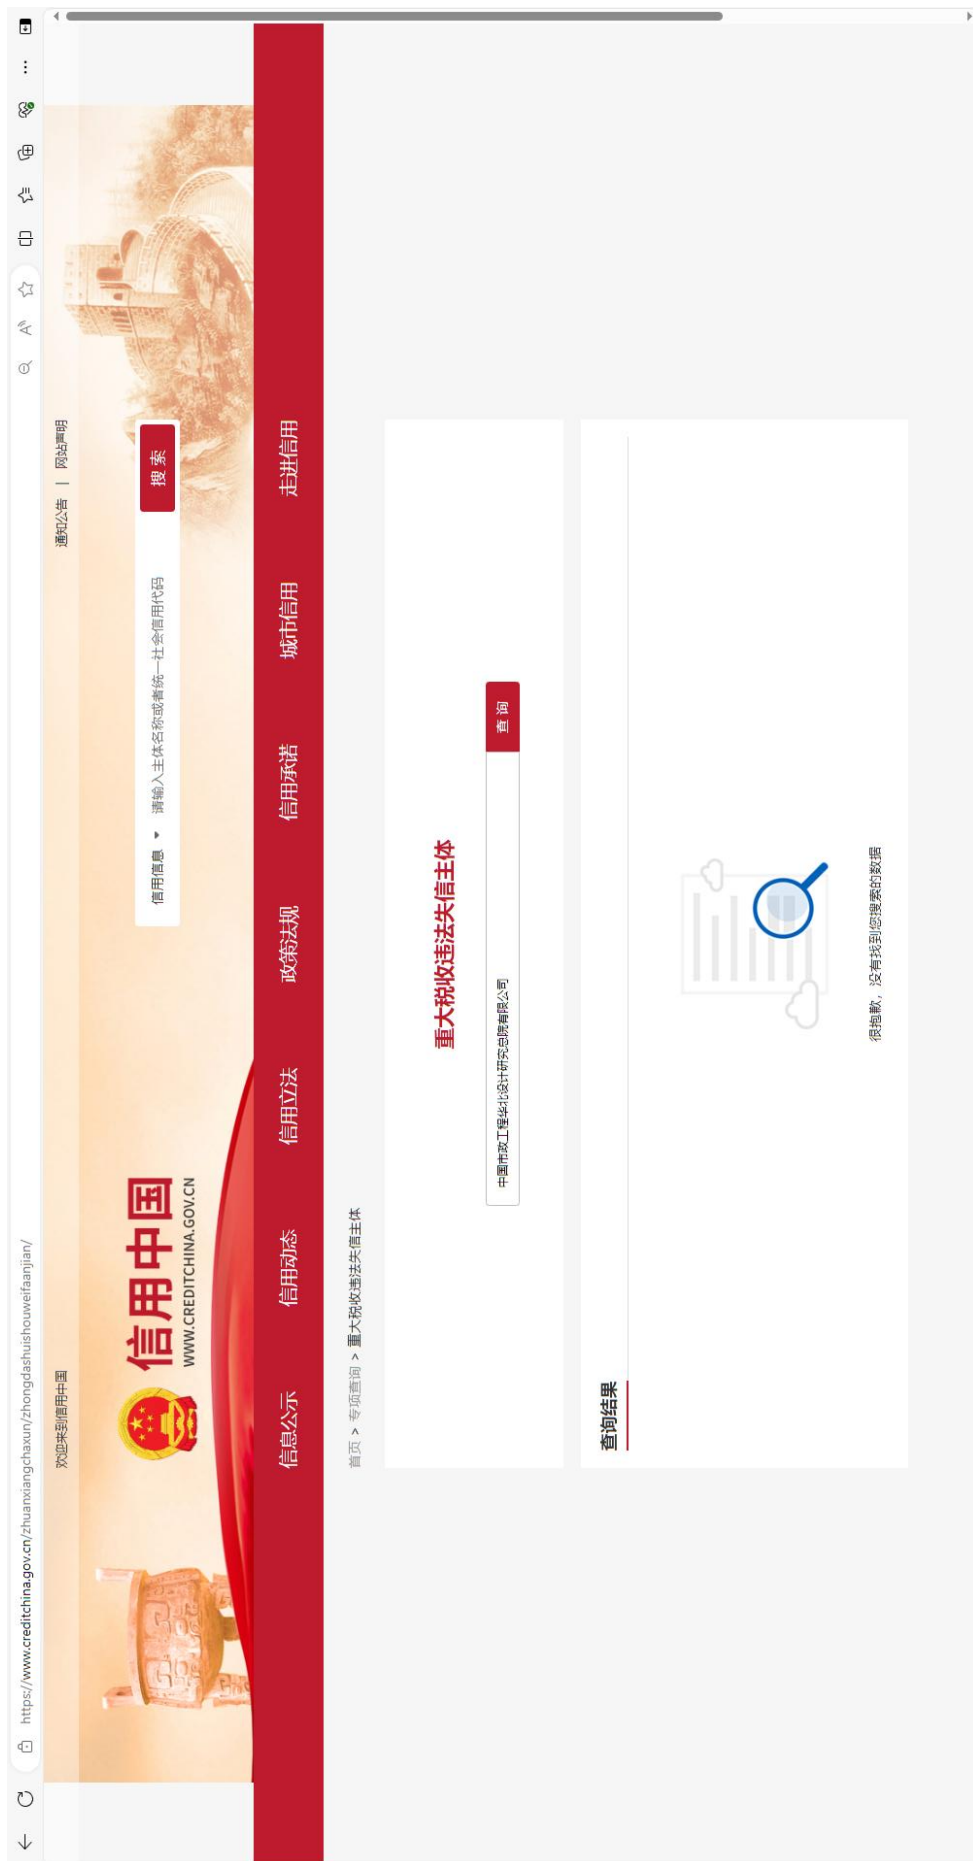 https://www.creditchina.gov.cn/zhuanxiangchaxun/zhongdashuishouweifaanjian/
欢迎来到信用中国
通知公告 | 网站声明
信用中国
WWW.CREDITCHINA.GOV.CN
信用信息 请输入主体名称或者统一社会信用代码 搜索
信息公示 信用动态 信用立法 政策法规 信用承诺 城市信用 走进信用
首页 > 专项查询 > 重大税收违法失信主体
重大税收违法失信主体
中国市政工程华北设计研究总院有限公司 查询
查询结果
很抱歉，没有找到您搜索的数据